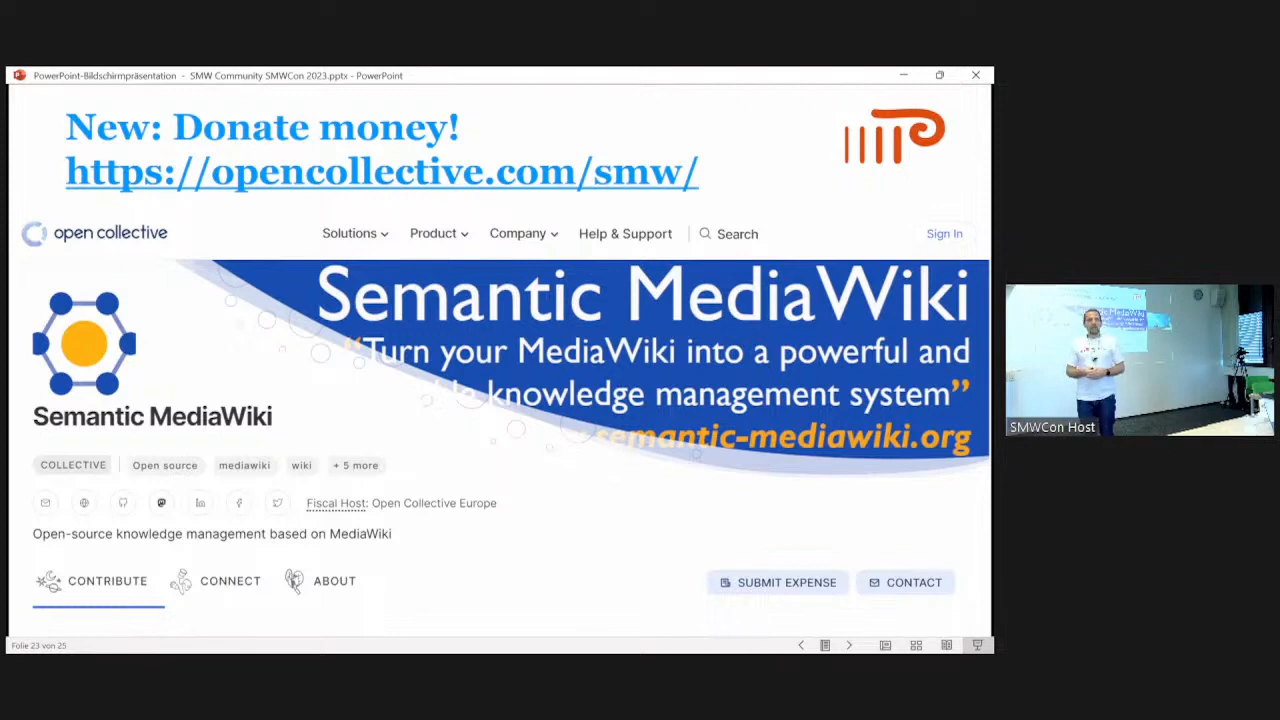 PowerPoint-Bildschirmpräsentation - SMW Community SMWCon 2023.pptx - PowerPoint
New: Donate money!
https://opencollective.com/smw/
open collective Solutions Product Company Help & Support Search Sign In
Semantic MediaWiki
“Turn your MediaWiki into a powerful and
knowledge management system”
semantic-mediawiki.org
Semantic MediaWiki
COLLECTIVE Open source mediawiki wiki + 5 more
Fiscal Host: Open Collective Europe
Open-source knowledge management based on MediaWiki
CONTRIBUTE CONNECT ABOUT SUBMIT EXPENSE CONTACT
Folie 23 von 25
SMWCon Host